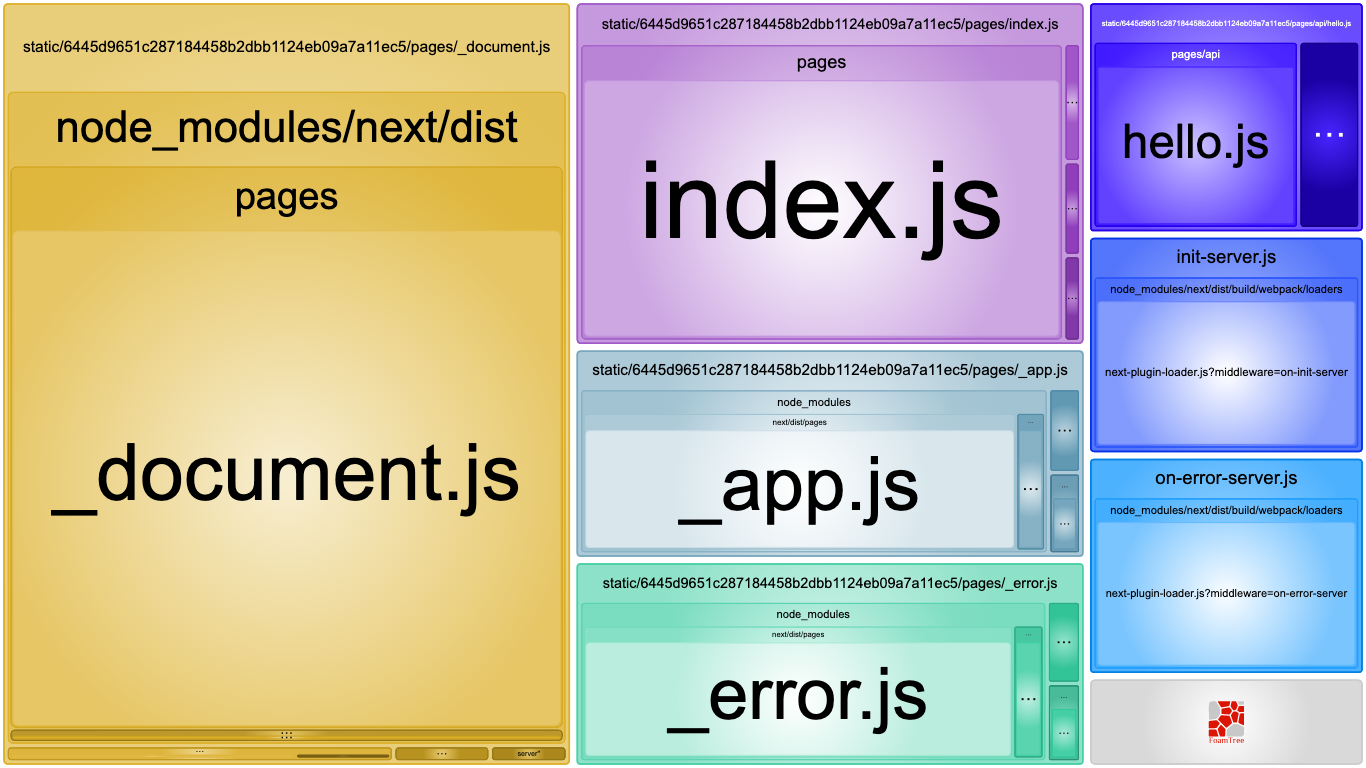 static/6445d9651c287184458b2dbb1124eb09a7a11ec5/pages/_document.js
node_modules/next/dist
pages
_document.js
...
...
...
server*
static/6445d9651c287184458b2dbb1124eb09a7a11ec5/pages/index.js
pages
index.js
...
...
...
static/6445d9651c287184458b2dbb1124eb09a7a11ec5/pages/_app.js
node_modules
next/dist/pages
_app.js
...
...
...
...
...
static/6445d9651c287184458b2dbb1124eb09a7a11ec5/pages/_error.js
node_modules
next/dist/pages
_error.js
...
...
...
...
...
static/6445d9651c287184458b2dbb1124eb09a7a11ec5/pages/api/hello.js
pages/api
hello.js
...
init-server.js
node_modules/next/dist/build/webpack/loaders
next-plugin-loader.js?middleware=on-init-server
on-error-server.js
node_modules/next/dist/build/webpack/loaders
next-plugin-loader.js?middleware=on-error-server
FoamTree